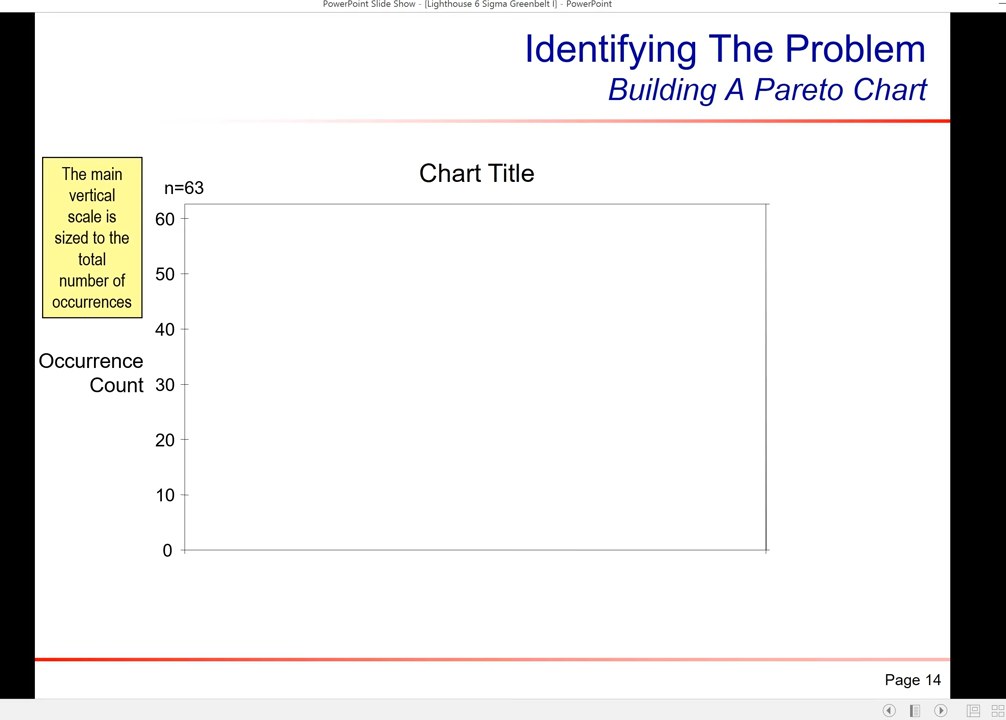 PowerPoint Slide Show - [Lighthouse 6 Sigma Greenbelt I] - PowerPoint
Identifying The Problem
Building A Pareto Chart
The main
vertical
scale is
sized to the
total
number of
occurrences
Chart Title
n=63
60
50
40
Occurrence
Count
30
20
10
0
Page 14